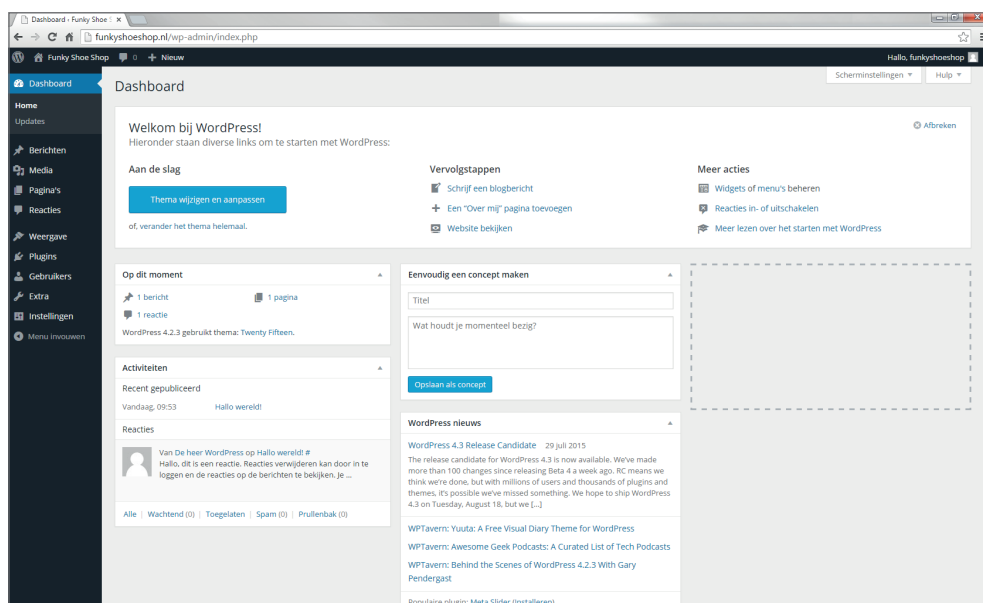 Dashboard ‹ Funky Shoe S
funkyshoeshop.nl/wp-admin/index.php
Funky Shoe Shop 0 + Nieuw
Hallo, funkyshoeshop
Dashboard
Home
Updates
Berichten
Media
Pagina's
Reacties
Weergave
Plugins
Gebruikers
Extra
Instellingen
Menu invouwen
Scherminstellingen
Hulp
Dashboard
Welkom bij WordPress!
Hieronder staan diverse links om te starten met WordPress:
Afbreken
Aan de slag
Thema wijzigen en aanpassen
of, verander het thema helemaal.
Vervolgstappen
Schrijf een blogbericht
Een "Over mij" pagina toevoegen
Website bekijken
Meer acties
Widgets of menu's beheren
Reacties in- of uitschakelen
Meer lezen over het starten met WordPress
Op dit moment
1 bericht
1 pagina
1 reactie
WordPress 4.2.3 gebruikt thema: Twenty Fifteen.
Activiteiten
Recent gepubliceerd
Vandaag, 09:53 Hallo wereld!
Reacties
Van De heer WordPress op Hallo wereld! #
Hallo, dit is een reactie. Reacties verwijderen kan door in te
loggen en de reacties op de berichten te bekijken. Je ...
Alle | Wachtend (0) | Toegelaten | Spam (0) | Prullenbak (0)
Eenvoudig een concept maken
Titel
Wat houdt je momenteel bezig?
Opslaan als concept
WordPress nieuws
WordPress 4.3 Release Candidate 29 juli 2015
The release candidate for WordPress 4.3 is now available. We've made
more than 100 changes since releasing Beta 4 a week ago. RC means we
think we're done, but with millions of users and thousands of plugins and
themes, it's possible we've missed something. We hope to ship WordPress
4.3 on Tuesday, August 18, but we [...]
WPTavern: Yuuta: A Free Visual Diary Theme for WordPress
WPTavern: Awesome Geek Podcasts: A Curated List of Tech Podcasts
WPTavern: Behind the Scenes of WordPress 4.2.3 With Gary
Pendergast
Populaire plugin: Meta Slider (Installeren)